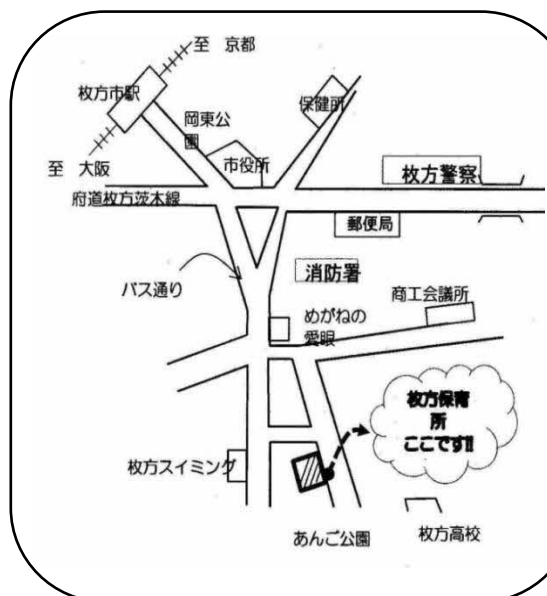 至 京都
枚方市駅
保健所
岡東公
園
市役所
至 大阪
枚方警察
府道枚方茨木線
郵便局
消防署
バス通り
商工会議所
めがねの
愛眼
枚方保育
所
ここです!!
枚方スイミング
あんご公園
枚方高校